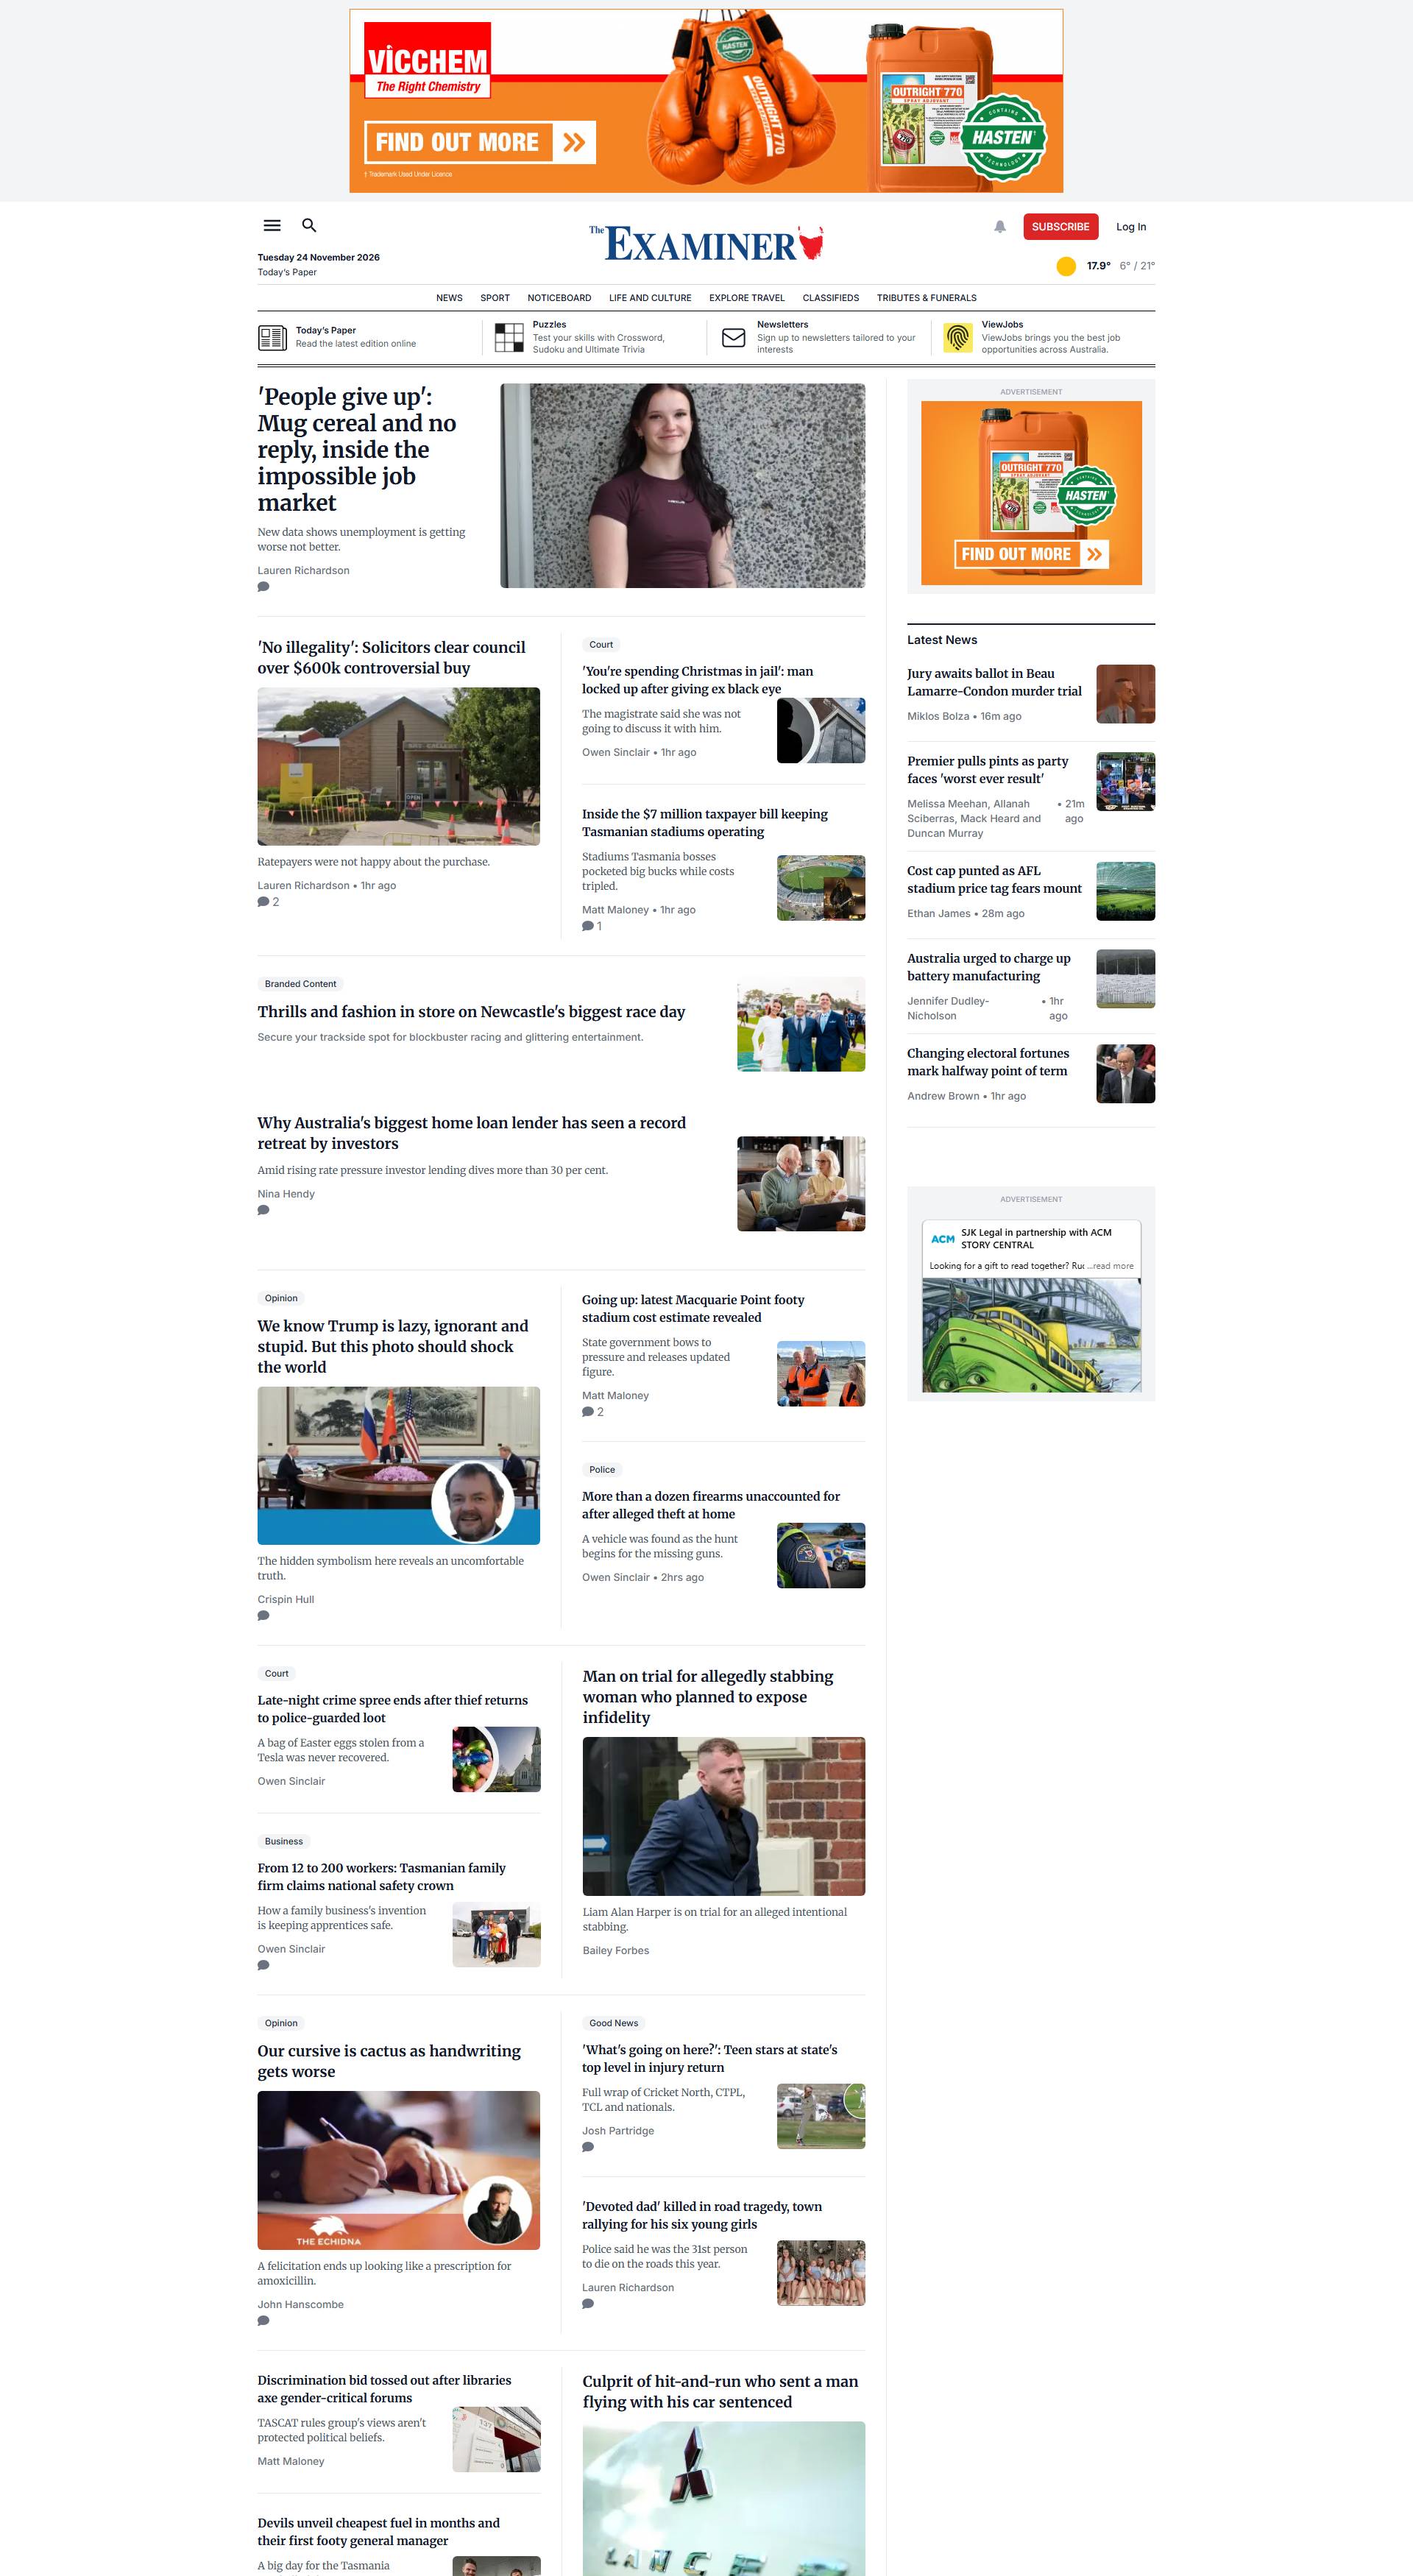 VICCHEM
The Right Chemistry
FIND OUT MORE
† Trademark Used Under Licence
HASTEN
OUTRIGHT 770
OUTRIGHT 770
SPRAY ADJUVANT
CONTAINS
HASTEN
TECHNOLOGY
The EXAMINER
SUBSCRIBE
Log In
Tuesday 24 November 2026
Today's Paper
17.9° 6° / 21°
NEWS SPORT NOTICEBOARD LIFE AND CULTURE EXPLORE TRAVEL CLASSIFIEDS TRIBUTES & FUNERALS
Today's Paper
Read the latest edition online
Puzzles
Test your skills with Crossword,
Sudoku and Ultimate Trivia
Newsletters
Sign up to newsletters tailored to your
interests
ViewJobs
ViewJobs brings you the best job
opportunities across Australia.
'People give up':
Mug cereal and no
reply, inside the
impossible job
market
New data shows unemployment is getting
worse not better.
Lauren Richardson
'No illegality': Solicitors clear council
over $600k controversial buy
OPEN
Ratepayers were not happy about the purchase.
Lauren Richardson • 1hr ago
2
Court
'You're spending Christmas in jail': man
locked up after giving ex black eye
The magistrate said she was not
going to discuss it with him.
Owen Sinclair • 1hr ago
Inside the $7 million taxpayer bill keeping
Tasmanian stadiums operating
Stadiums Tasmania bosses
pocketed big bucks while costs
tripled.
Matt Maloney • 1hr ago
1
Branded Content
Thrills and fashion in store on Newcastle's biggest race day
Secure your trackside spot for blockbuster racing and glittering entertainment.
Why Australia's biggest home loan lender has seen a record
retreat by investors
Amid rising rate pressure investor lending dives more than 30 per cent.
Nina Hendy
Opinion
We know Trump is lazy, ignorant and
stupid. But this photo should shock
the world
The hidden symbolism here reveals an uncomfortable
truth.
Crispin Hull
Going up: latest Macquarie Point footy
stadium cost estimate revealed
State government bows to
pressure and releases updated
figure.
Matt Maloney
2
Police
More than a dozen firearms unaccounted for
after alleged theft at home
A vehicle was found as the hunt
begins for the missing guns.
Owen Sinclair • 2hrs ago
Court
Late-night crime spree ends after thief returns
to police-guarded loot
A bag of Easter eggs stolen from a
Tesla was never recovered.
Owen Sinclair
Business
From 12 to 200 workers: Tasmanian family
firm claims national safety crown
How a family business's invention
is keeping apprentices safe.
Owen Sinclair
Man on trial for allegedly stabbing
woman who planned to expose
infidelity
Liam Alan Harper is on trial for an alleged intentional
stabbing.
Bailey Forbes
Opinion
Our cursive is cactus as handwriting
gets worse
THE ECHIDNA
A felicitation ends up looking like a prescription for
amoxicillin.
John Hanscombe
Good News
'What's going on here?': Teen stars at state's
top level in injury return
Full wrap of Cricket North, CTPL,
TCL and nationals.
Josh Partridge
'Devoted dad' killed in road tragedy, town
rallying for his six young girls
Police said he was the 31st person
to die on the roads this year.
Lauren Richardson
Discrimination bid tossed out after libraries
axe gender-critical forums
TASCAT rules group's views aren't
protected political beliefs.
137
Matt Maloney
Devils unveil cheapest fuel in months and
their first footy general manager
A big day for the Tasmania
Culprit of hit-and-run who sent a man
flying with his car sentenced
ADVERTISEMENT
OUTRIGHT 770
HASTEN
FIND OUT MORE
Latest News
Jury awaits ballot in Beau
Lamarre-Condon murder trial
Miklos Bolza • 16m ago
Premier pulls pints as party
faces 'worst ever result'
Melissa Meehan, Allanah
Sciberras, Mack Heard and
Duncan Murray
• 21m
ago
Cost cap punted as AFL
stadium price tag fears mount
Ethan James • 28m ago
Australia urged to charge up
battery manufacturing
Jennifer Dudley-
Nicholson
• 1hr
ago
Changing electoral fortunes
mark halfway point of term
Andrew Brown • 1hr ago
ADVERTISEMENT
ACM
SJK Legal in partnership with ACM
STORY CENTRAL
Looking for a gift to read together? Ru ...read more